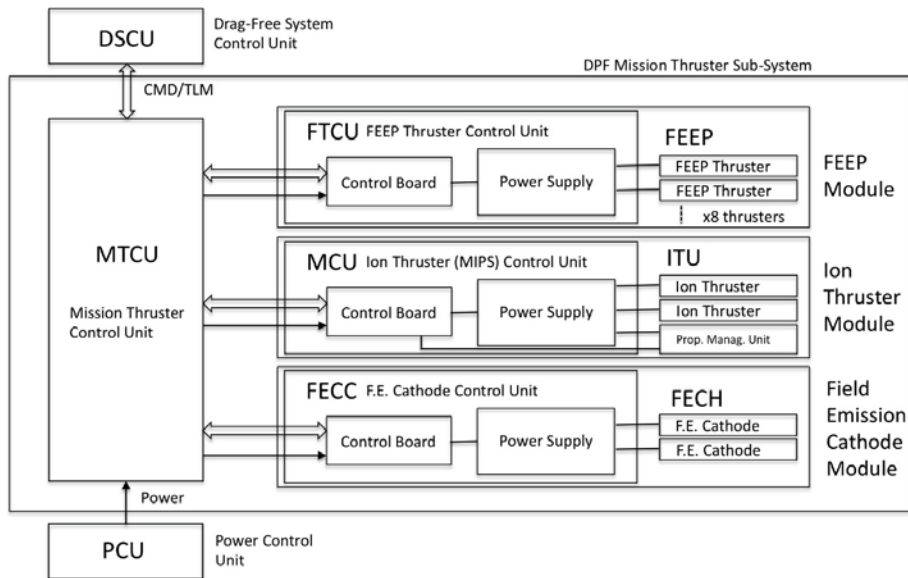 DSCU
Drag-Free System
Control Unit
DPF Mission Thruster Sub-System
CMD/TLM
MTCU
Mission Thruster
Control Unit
FTCU FEEP Thruster Control Unit
Control Board
Power Supply
FEEP
FEEP Thruster
FEEP Thruster
x8 thrusters
FEEP
Module
MCU Ion Thruster (MIPS) Control Unit
Control Board
Power Supply
ITU
Ion Thruster
Ion Thruster
Prop. Manag. Unit
Ion
Thruster
Module
FECC F.E. Cathode Control Unit
Control Board
Power Supply
FECH
F.E. Cathode
F.E. Cathode
Field
Emission
Cathode
Module
Power
PCU
Power Control
Unit